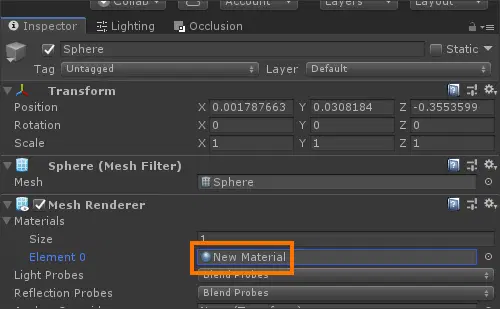 Collab Account Layers Layout
Inspector Lighting Occlusion
Sphere Static
Tag Untagged Layer Default
Transform
Position X 0.001787663 Y 0.0308184 Z -0.3553599
Rotation X 0 Y 0 Z 0
Scale X 1 Y 1 Z 1
Sphere (Mesh Filter)
Mesh Sphere
Mesh Renderer
Materials
Size 1
Element 0 New Material
Light Probes Blend Probes
Reflection Probes Blend Probes